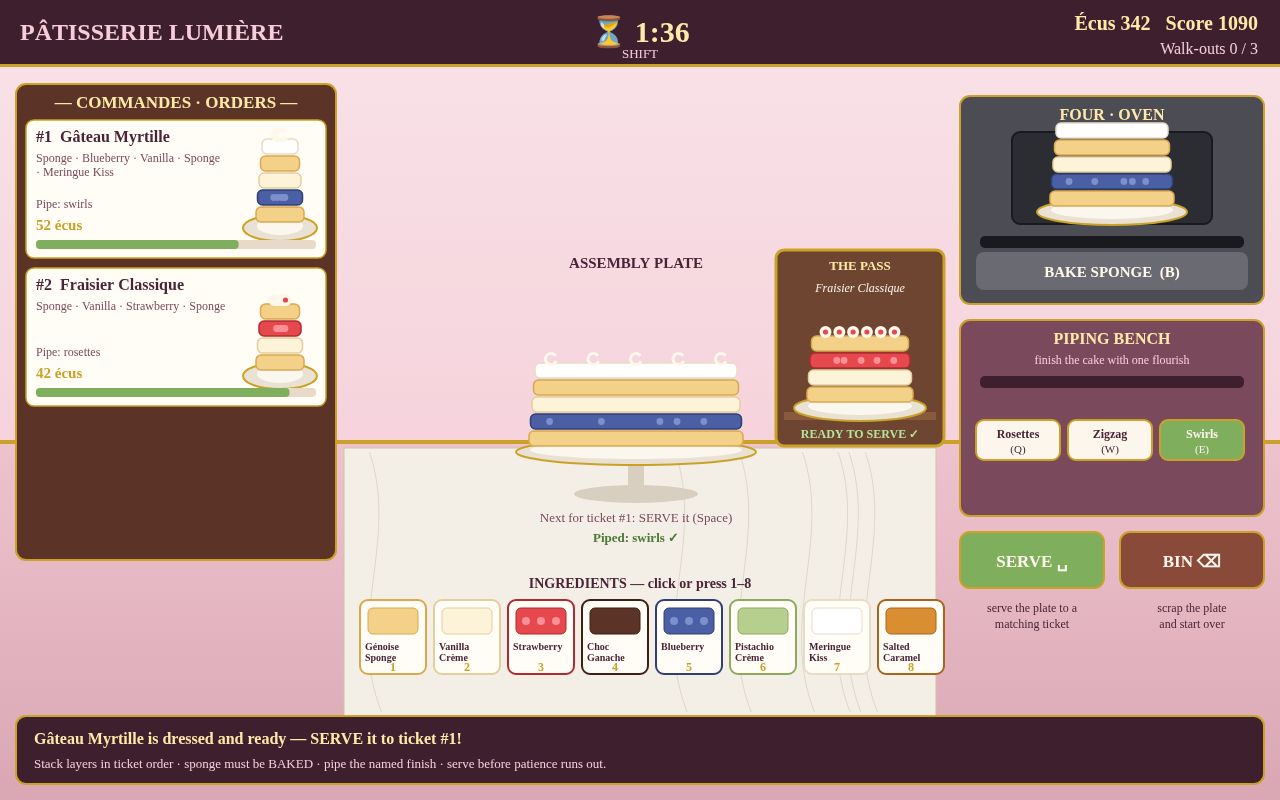 PÂTISSERIE LUMIÈRE
⏳ 1:36
SHIFT
Écus 342 Score 1090
Walk-outs 0 / 3
— COMMANDES · ORDERS —
#1 Gâteau Myrtille
Sponge · Blueberry · Vanilla · Sponge
· Meringue Kiss
Pipe: swirls
52 écus
#2 Fraisier Classique
Sponge · Vanilla · Strawberry · Sponge
Pipe: rosettes
42 écus
ASSEMBLY PLATE
Next for ticket #1: SERVE it (Space)
Piped: swirls ✓
THE PASS
Fraisier Classique
READY TO SERVE ✓
INGREDIENTS — click or press 1–8
Génoise
Sponge
1
Vanilla
Crème
2
Strawberry
3
Choc
Ganache
4
Blueberry
5
Pistachio
Crème
6
Meringue
Kiss
7
Salted
Caramel
8
FOUR · OVEN
BAKE SPONGE (B)
PIPING BENCH
finish the cake with one flourish
Rosettes
(Q)
Zigzag
(W)
Swirls
(E)
SERVE ␣
serve the plate to a
matching ticket
BIN ⌫
scrap the plate
and start over
Gâteau Myrtille is dressed and ready — SERVE it to ticket #1!
Stack layers in ticket order · sponge must be BAKED · pipe the named finish · serve before patience runs out.